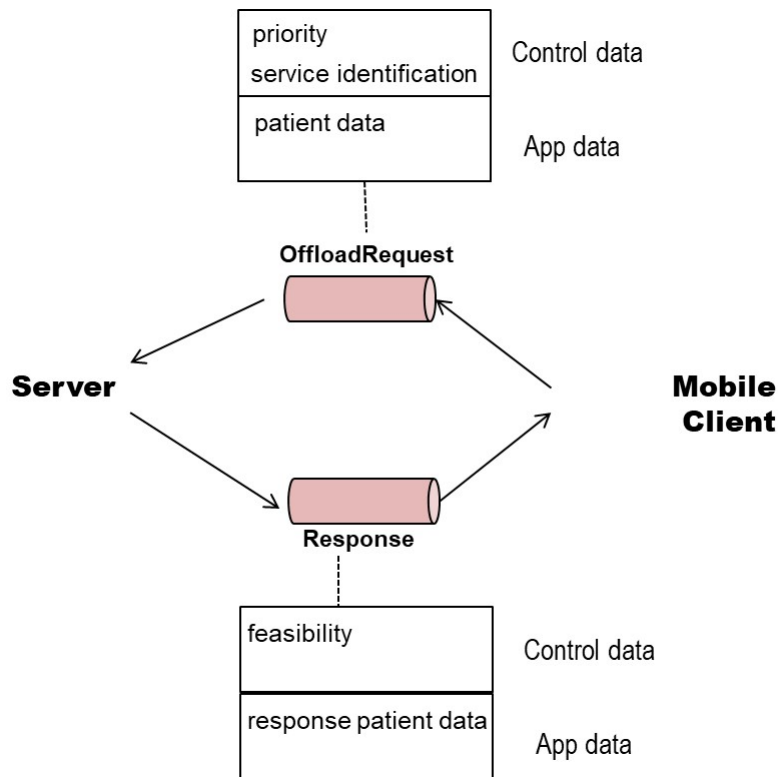 priority
service identification
Control data
patient data
App data
OffloadRequest
Server
Mobile
Client
Response
feasibility
Control data
response patient data
App data